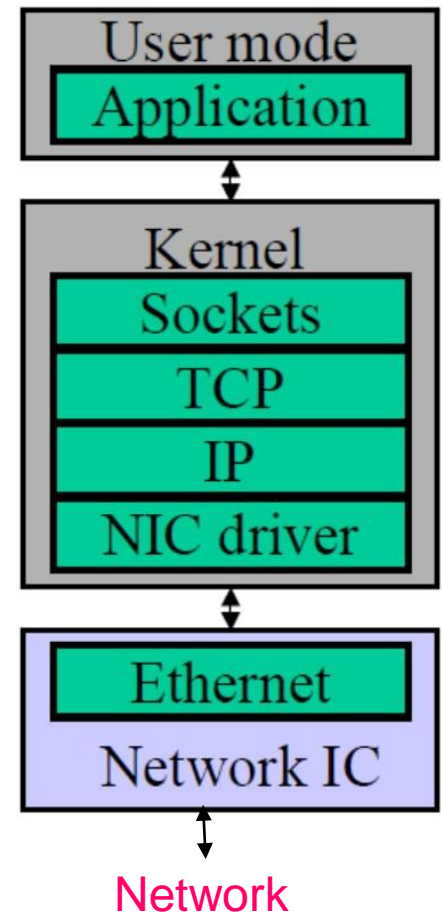 User mode
Application
Kernel
Sockets
TCP
IP
NIC driver
Ethernet
Network IC
Network